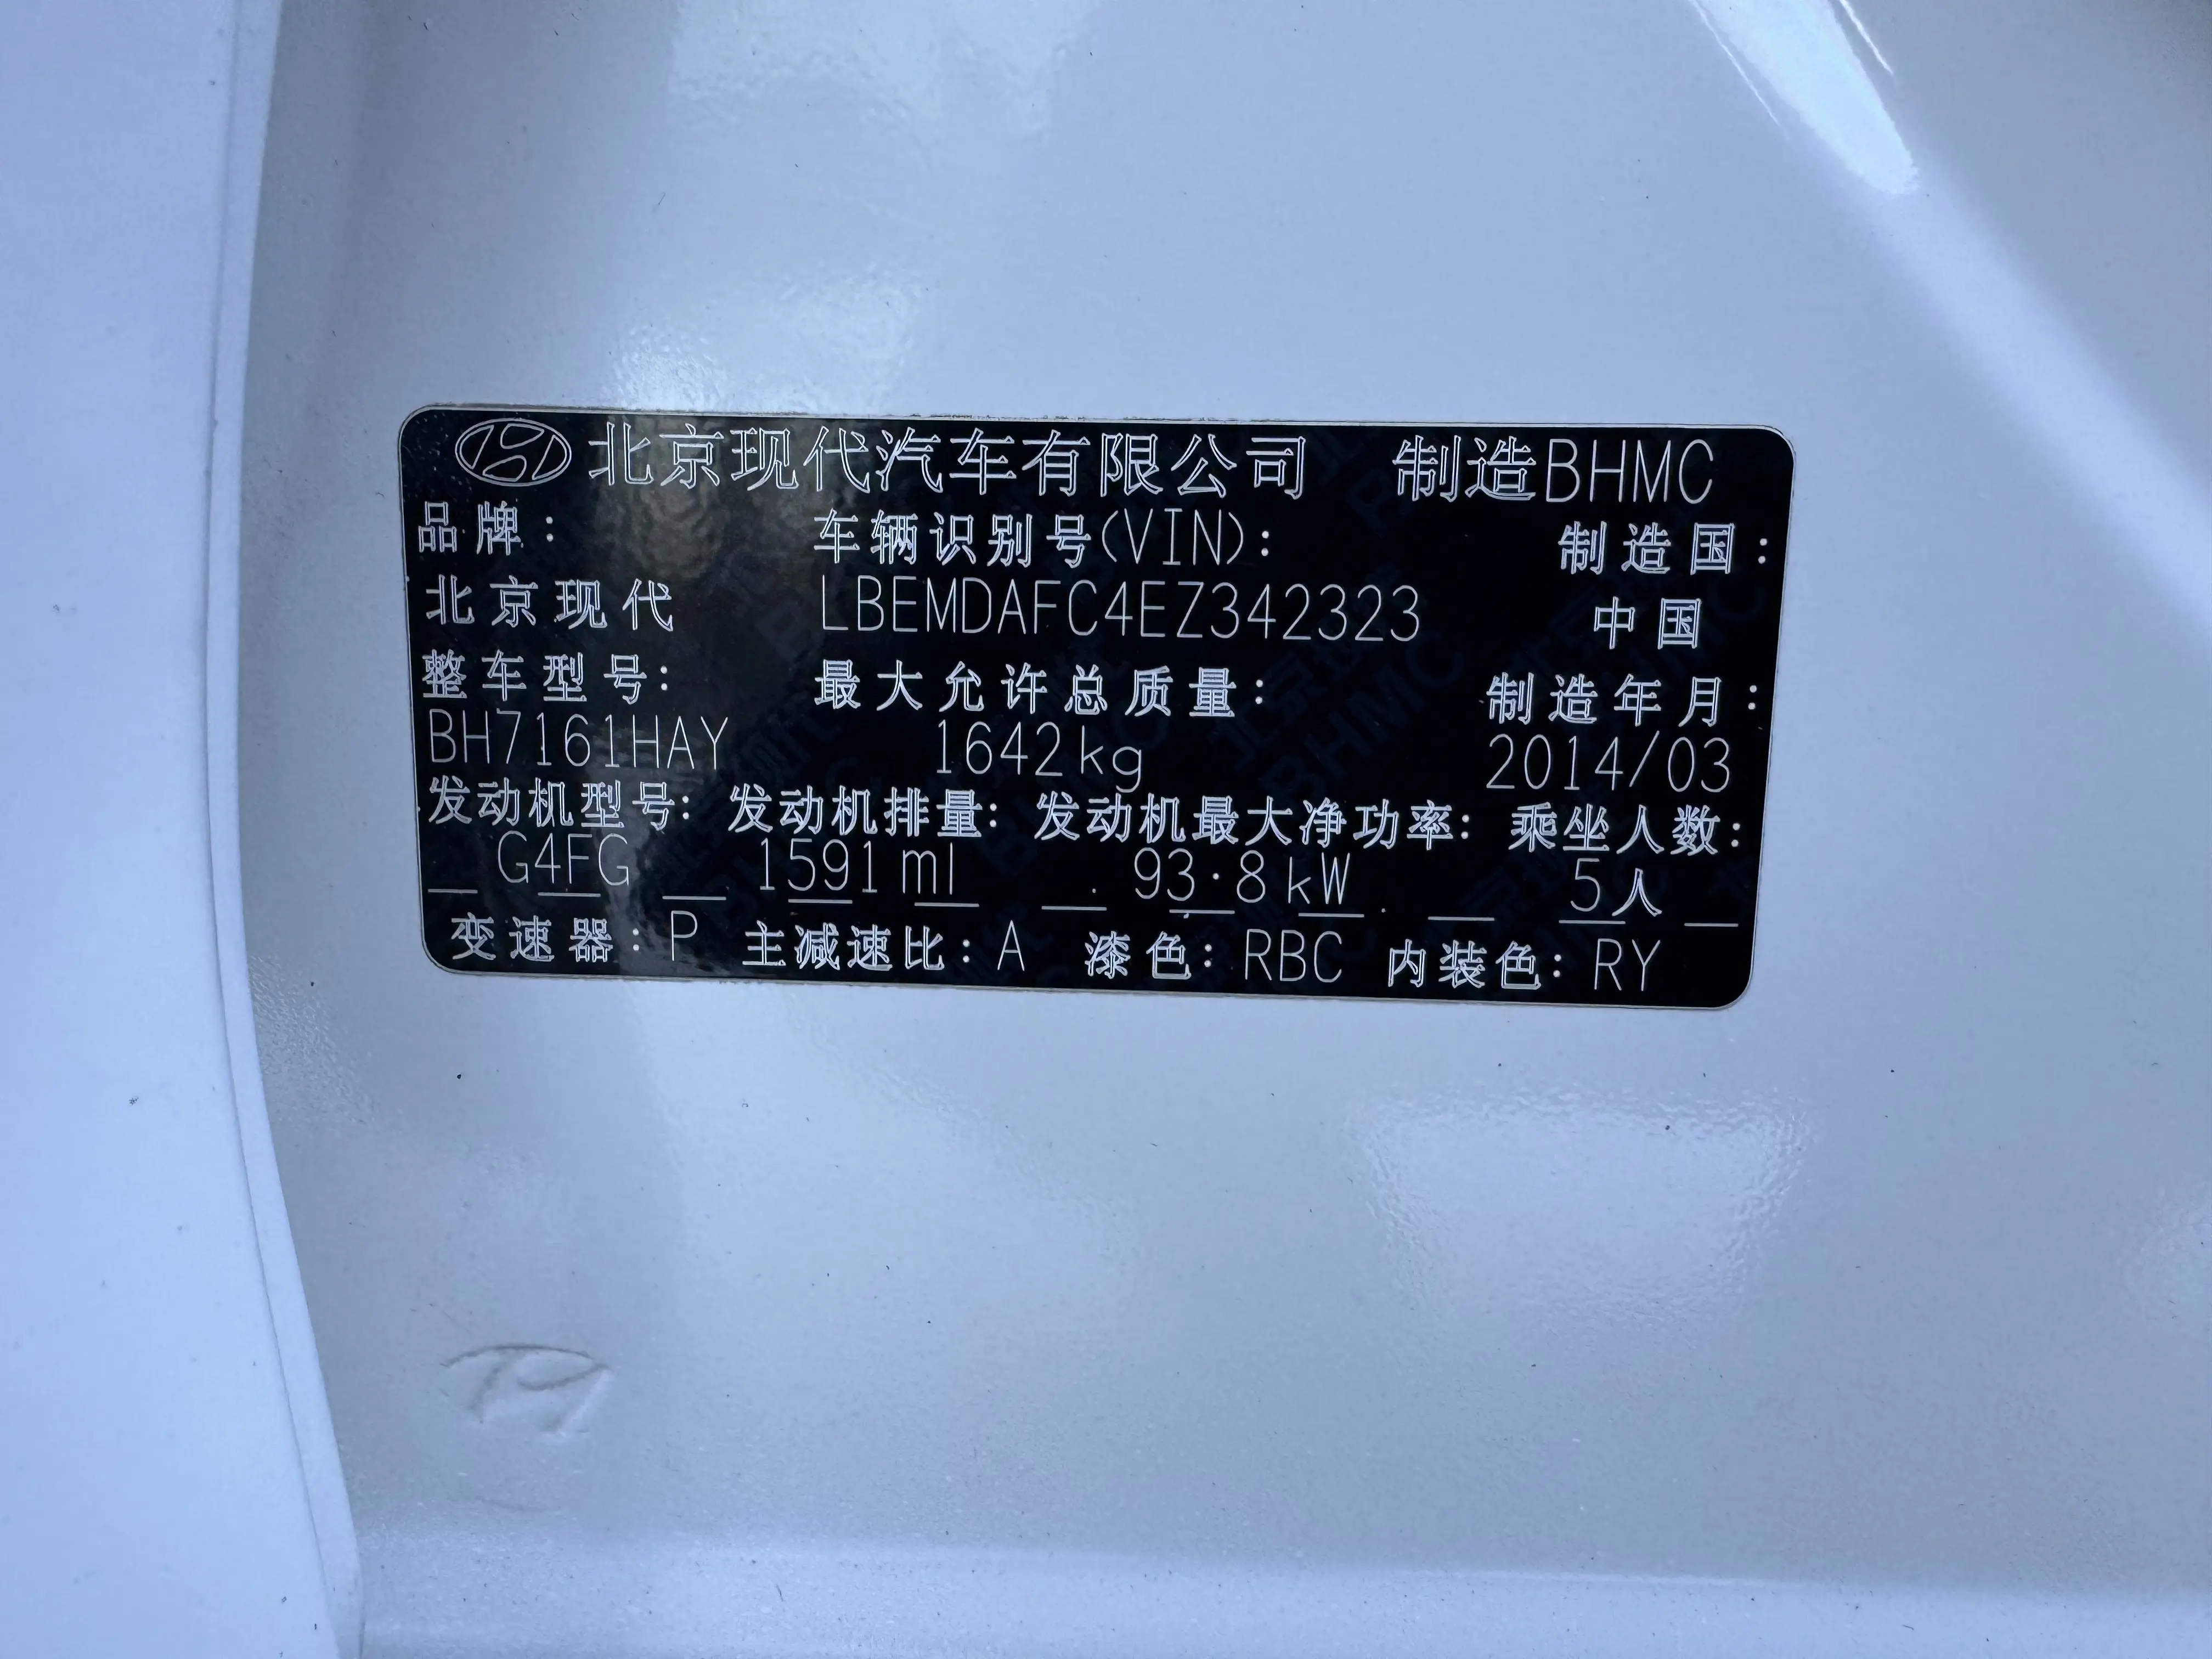 北京现代汽车有限公司 制造BHMC
品牌: 车辆识别号(VIN): 制造国:
北京现代 LBEMDAFC4EZ342323 中国
整车型号: 最大允许总质量: 制造年月:
BH7161HAY 1642kg 2014/03
发动机型号: 发动机排量: 发动机最大净功率: 乘坐人数:
G4FG 1591ml 93.8kW 5人
变速器: P 主减速比: A 漆色: RBC 内装色: RY